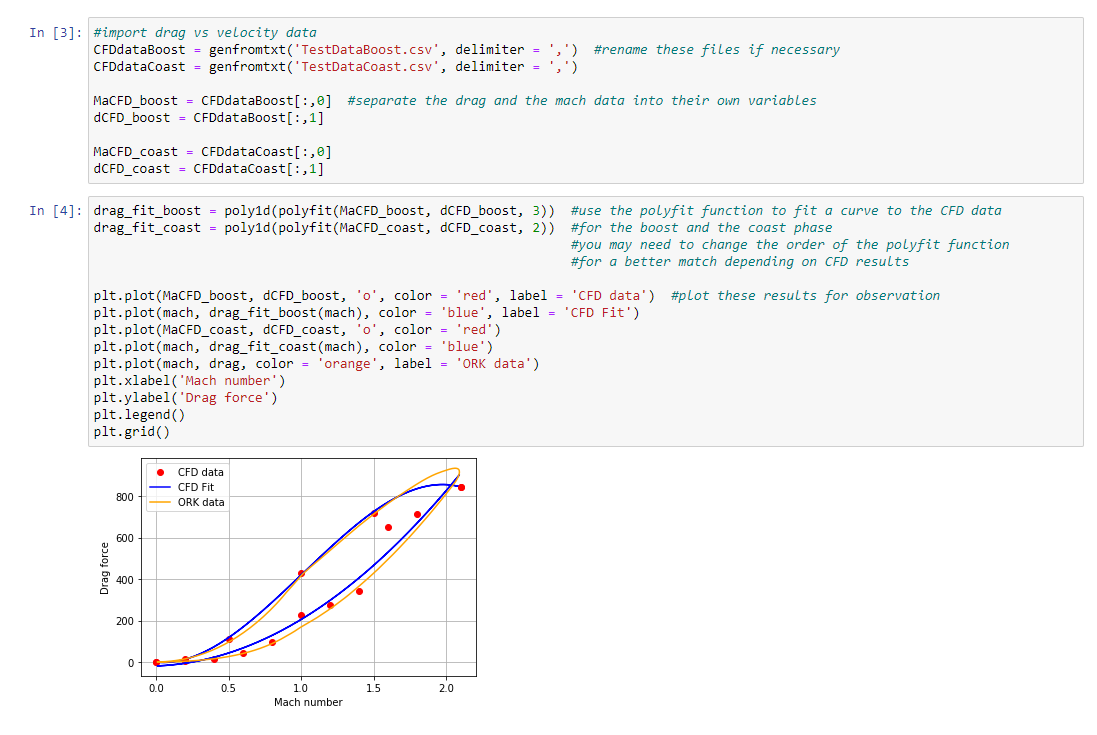 In [3]: #import drag vs velocity data
CFDdataBoost = genfromtxt('TestDataBoost.csv', delimiter = ',')  #rename these files if necessary
CFDdataCoast = genfromtxt('TestDataCoast.csv', delimiter = ',')
MaCFD_boost = CFDdataBoost[:,0]  #separate the drag and the mach data into their own variables
dCFD_boost = CFDdataBoost[:,1]
MaCFD_coast = CFDdataCoast[:,0]
dCFD_coast = CFDdataCoast[:,1]
In [4]: drag_fit_boost = poly1d(polyfit(MaCFD_boost, dCFD_boost, 3))  #use the polyfit function to fit a curve to the CFD data
drag_fit_coast = poly1d(polyfit(MaCFD_coast, dCFD_coast, 2))  #for the boost and the coast phase
#you may need to change the order of the polyfit function
#for a better match depending on CFD results
plt.plot(MaCFD_boost, dCFD_boost, 'o', color = 'red', label = 'CFD data')  #plot these results for observation
plt.plot(mach, drag_fit_boost(mach), color = 'blue', label = 'CFD Fit')
plt.plot(MaCFD_coast, dCFD_coast, 'o', color = 'red')
plt.plot(mach, drag_fit_coast(mach), color = 'blue')
plt.plot(mach, drag, color = 'orange', label = 'ORK data')
plt.xlabel('Mach number')
plt.ylabel('Drag force')
plt.legend()
plt.grid()
CFD data
CFD Fit
ORK data
800
600
400
200
0
Drag force
0.0 0.5 1.0 1.5 2.0
Mach number